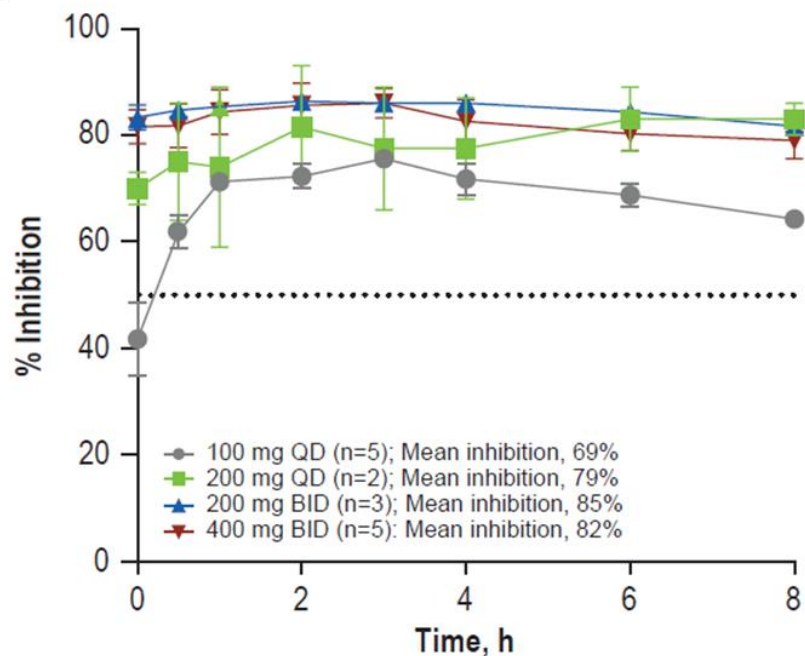 100
80
60
40
20
0
% Inhibition
100 mg QD (n=5); Mean inhibition, 69%
200 mg QD (n=2); Mean inhibition, 79%
200 mg BID (n=3); Mean inhibition, 85%
400 mg BID (n=5): Mean inhibition, 82%
0 2 4 6 8
Time, h